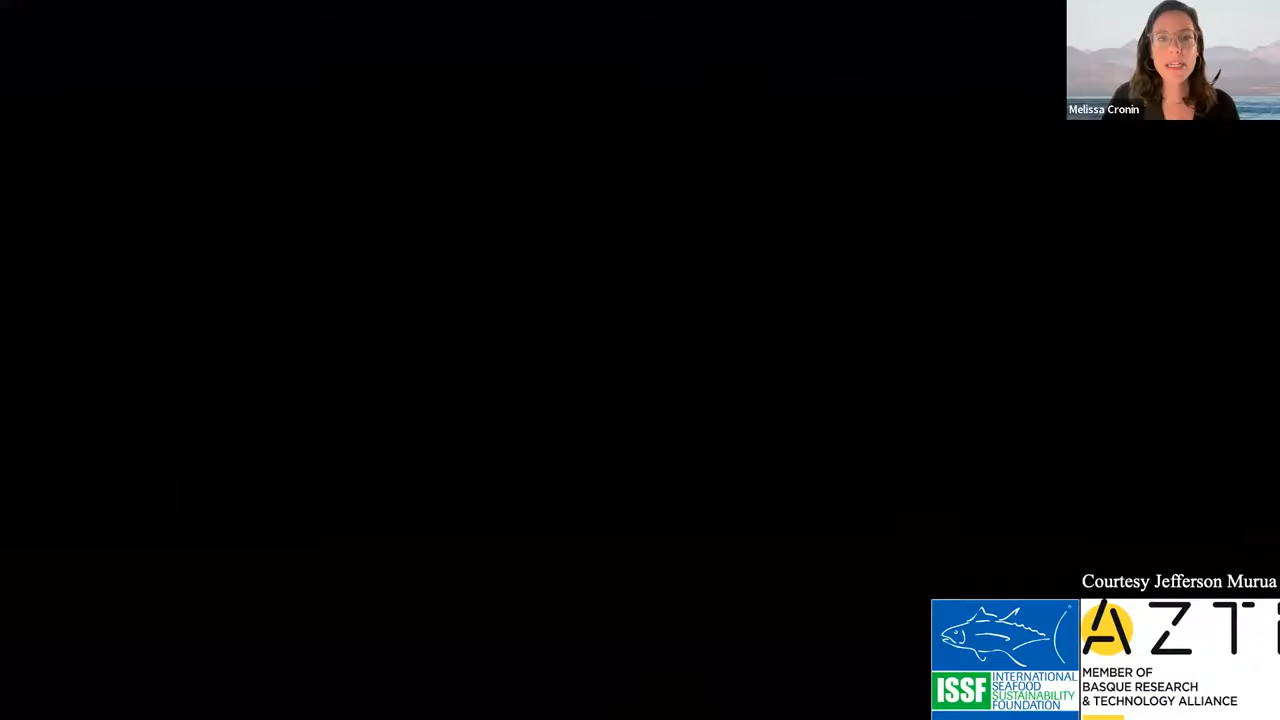 Melissa Cronin
Courtesy Jefferson Murua
AZTI
ISSF
INTERNATIONAL
SEAFOOD
SUSTAINABILITY
FOUNDATION
MEMBER OF
BASQUE RESEARCH
& TECHNOLOGY ALLIANCE